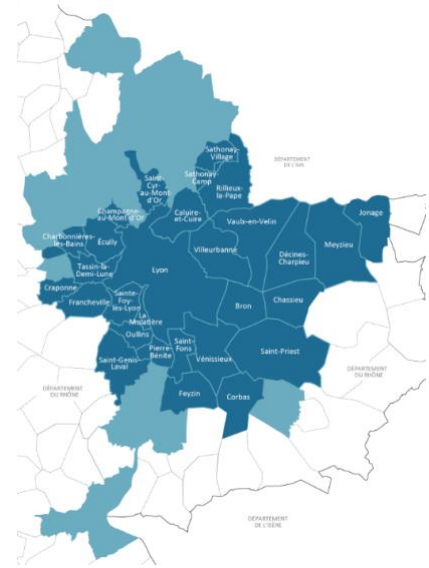 DÉPARTEMENT
DE L'AIN
Sathonay-
Village
Sathonay-
Camp
Rillieux-
la-Pape
Saint-
Cyr-
au-Mont-
d'Or
Champagne-
au-Mont-d'Or
Caluire-
et-Cuire
Vaulx-en-Velin
Jonage
Meyzieu
Charbonnières-
les-Bains
Écully
Villeurbanne
Décines-
Charpieu
Lyon
Tassin-la-
Demi-Lune
Craponne
Francheville
Sainte-
Foy-
lès-Lyon
La
Mulatière
Oullins
Bron
Chassieu
Saint-
Fons
Pierre-
Bénite
Vénissieux
Saint-Priest
Saint-Genis-
Laval
Feyzin
Corbas
DÉPARTEMENT
DU RHÔNE
DÉPARTEMENT
DE L'ISÈRE